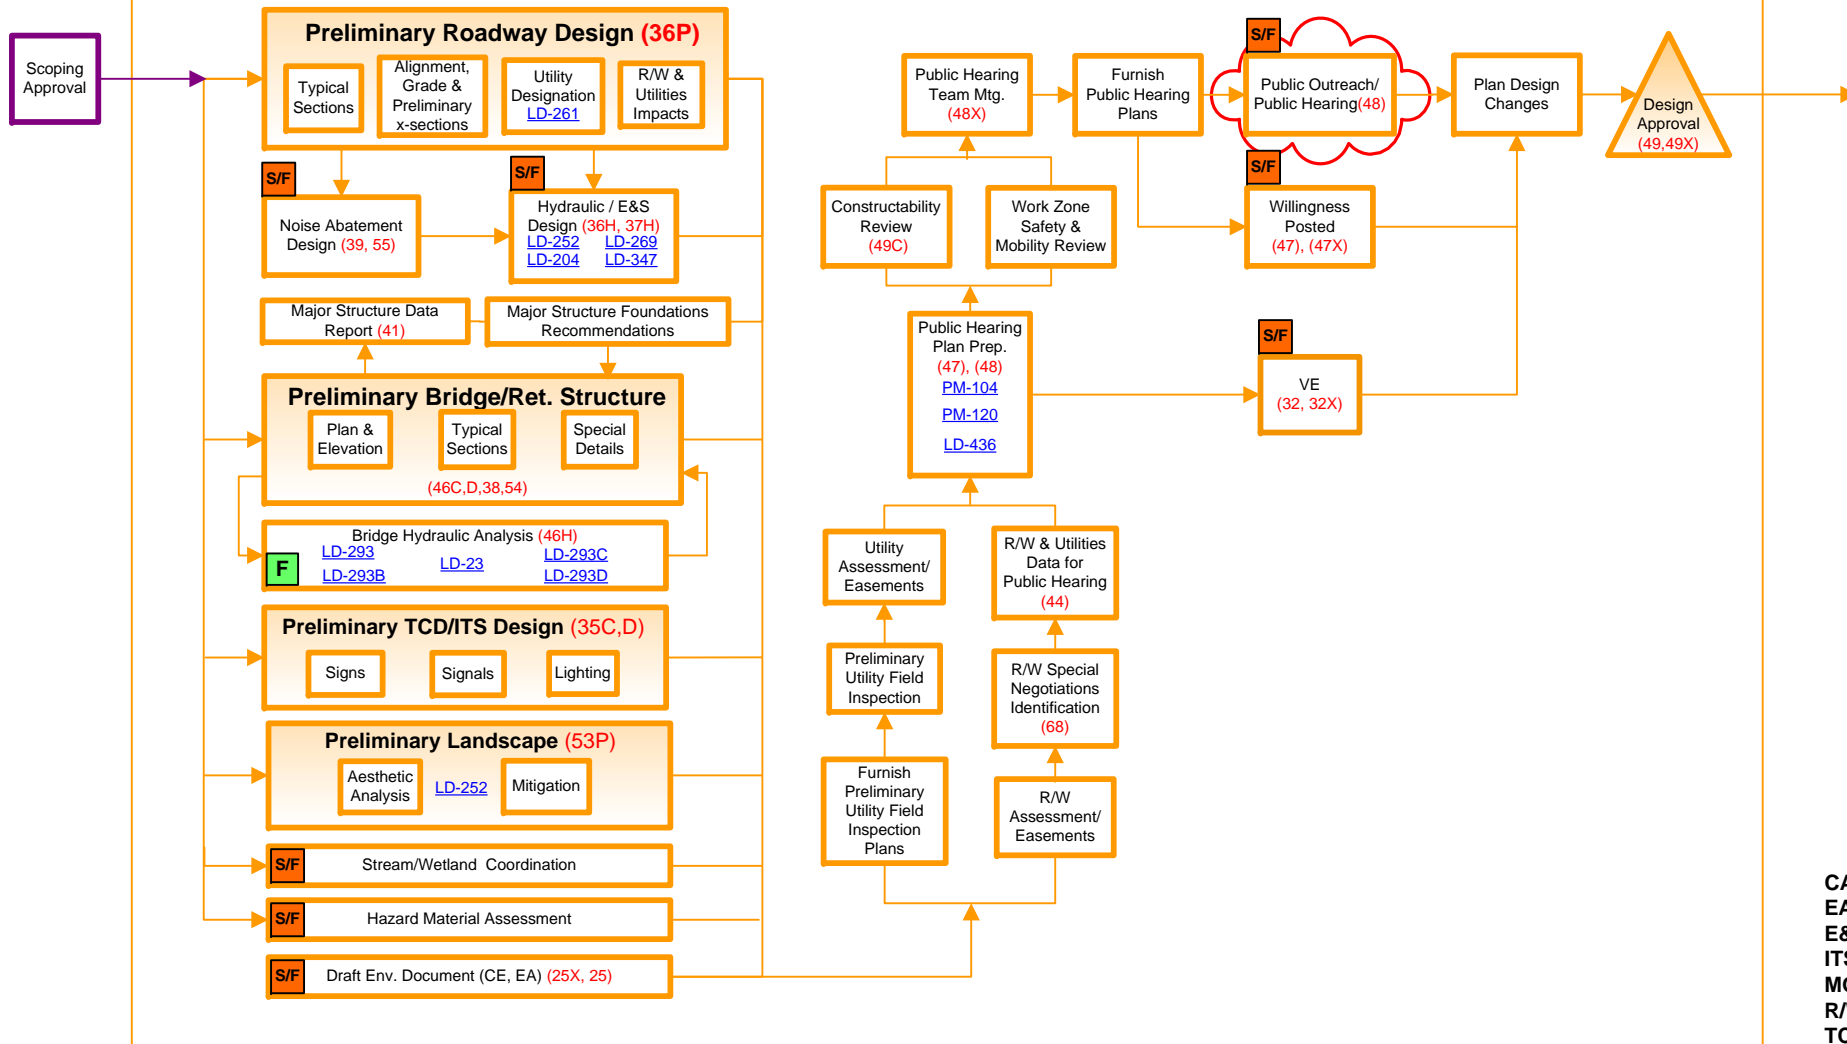 Scoping
Approval
Preliminary Roadway Design (36P)
Typical
Sections
Alignment,
Grade &
Preliminary
x-sections
Utility
Designation
LD-261
R/W &
Utilities
Impacts
S/F
Noise Abatement
Design (39, 55)
S/F
Hydraulic / E&S
Design (36H, 37H)
LD-252 LD-269
LD-204 LD-347
Major Structure Data
Report (41)
Major Structure Foundations
Recommendations
Preliminary Bridge/Ret. Structure
Plan &
Elevation
Typical
Sections
Special
Details
(46C,D,38,54)
Bridge Hydraulic Analysis (46H)
LD-293 LD-23 LD-293C
LD-293B LD-293D
F
Preliminary TCD/ITS Design (35C,D)
Signs
Signals
Lighting
Preliminary Landscape (53P)
Aesthetic
Analysis
LD-252
Mitigation
S/F
Stream/Wetland Coordination
S/F
Hazard Material Assessment
S/F
Draft Env. Document (CE, EA) (25X, 25)
Public Hearing
Team Mtg.
(48X)
Constructability
Review
(49C)
Work Zone
Safety &
Mobility Review
Public Hearing
Plan Prep.
(47), (48)
PM-104
PM-120
LD-436
Utility
Assessment/
Easements
R/W & Utilities
Data for
Public Hearing
(44)
Preliminary
Utility Field
Inspection
R/W Special
Negotiations
Identification
(68)
Furnish
Preliminary
Utility Field
Inspection
Plans
R/W
Assessment/
Easements
Furnish
Public Hearing
Plans
S/F
Public Outreach/
Public Hearing(48)
S/F
Willingness
Posted
(47), (47X)
S/F
VE
(32, 32X)
Plan Design
Changes
Design
Approval
(49,49X)
CA
EA
E&
ITS
MO
R/
TC